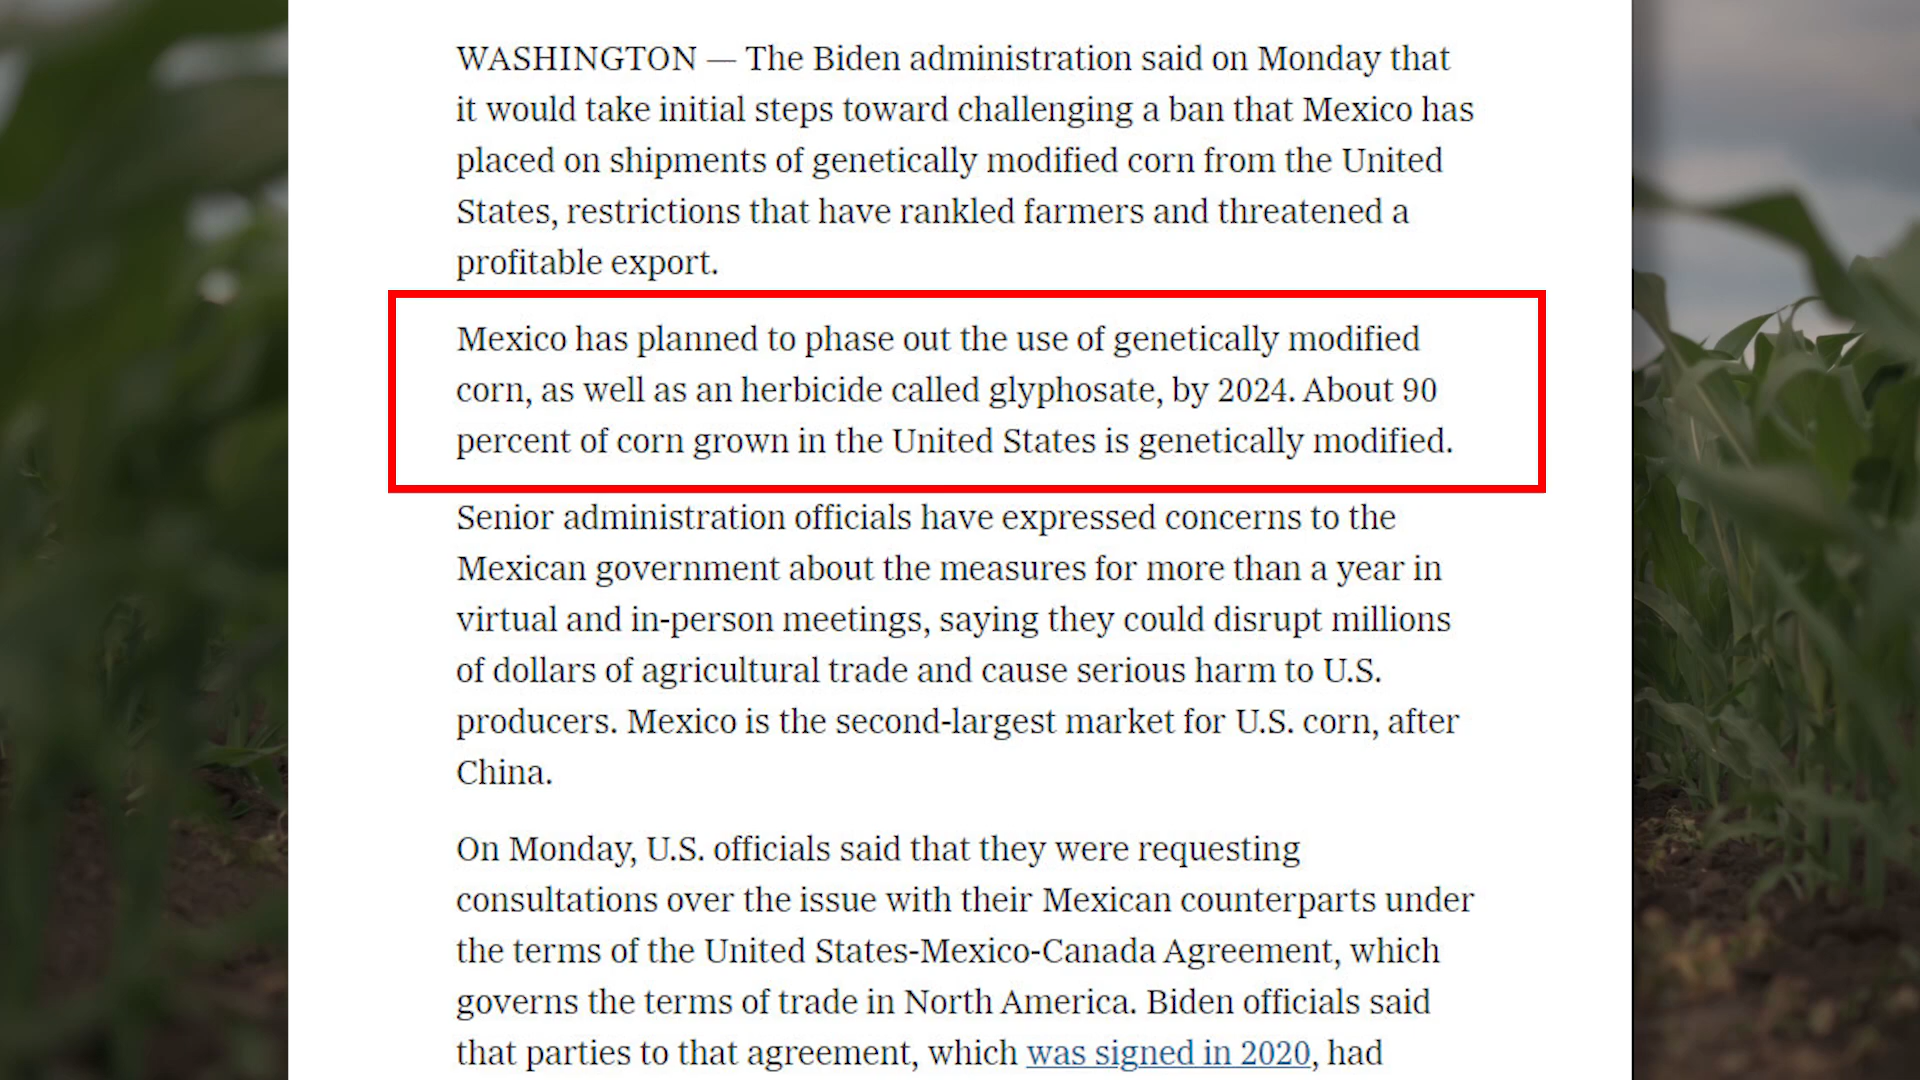 WASHINGTON — The Biden administration said on Monday that
it would take initial steps toward challenging a ban that Mexico has
placed on shipments of genetically modified corn from the United
States, restrictions that have rankled farmers and threatened a
profitable export.
Mexico has planned to phase out the use of genetically modified
corn, as well as an herbicide called glyphosate, by 2024. About 90
percent of corn grown in the United States is genetically modified.
Senior administration officials have expressed concerns to the
Mexican government about the measures for more than a year in
virtual and in-person meetings, saying they could disrupt millions
of dollars of agricultural trade and cause serious harm to U.S.
producers. Mexico is the second-largest market for U.S. corn, after
China.
On Monday, U.S. officials said that they were requesting
consultations over the issue with their Mexican counterparts under
the terms of the United States-Mexico-Canada Agreement, which
governs the terms of trade in North America. Biden officials said
that parties to that agreement, which was signed in 2020, had